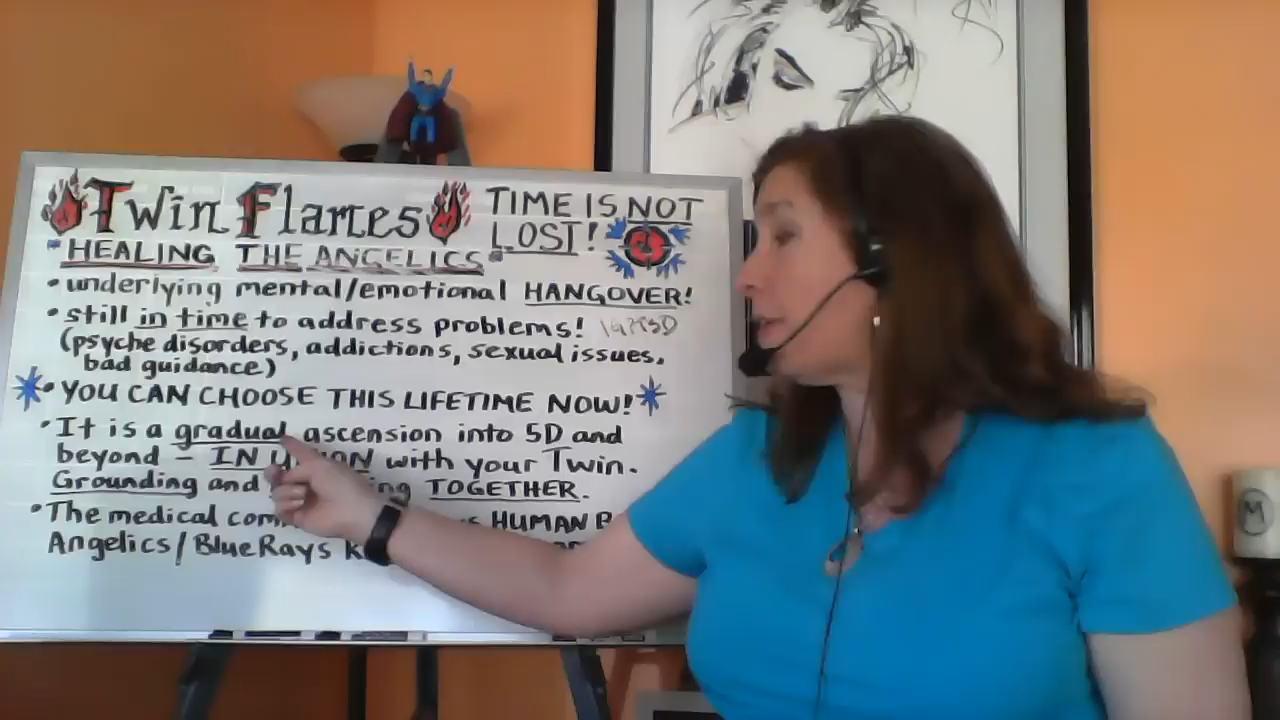 Twin Flames
TIME IS NOT
LOST!
"HEALING THE ANGELICS"
• underlying mental/emotional HANGOVER!
• still in time to address problems!
(psyche disorders, addictions, sexual issues,
bad guidance)
• YOU CAN CHOOSE THIS LIFETIME NOW!
• It is a gradual ascension into 5D and
beyond - IN UNION with your Twin.
Grounding and TOGETHER.
• The medical HUMAN
Angelics/BlueRays
M